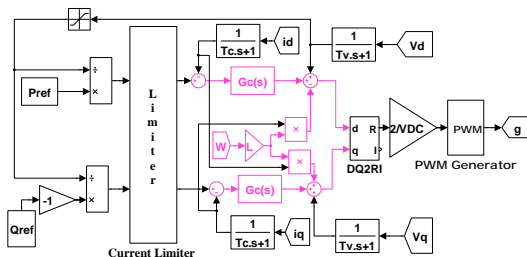 1
Tc.s+1
id
1
Tv.s+1
Vd
÷
×
Pref
Gc(s)
Limiter
×
W
L
×
d
q
R
I
DQ2RI
2/VDC
PWM
g
PWM Generator
÷
×
-1
Qref
Gc(s)
Current Limiter
1
Tc.s+1
iq
1
Tv.s+1
Vq